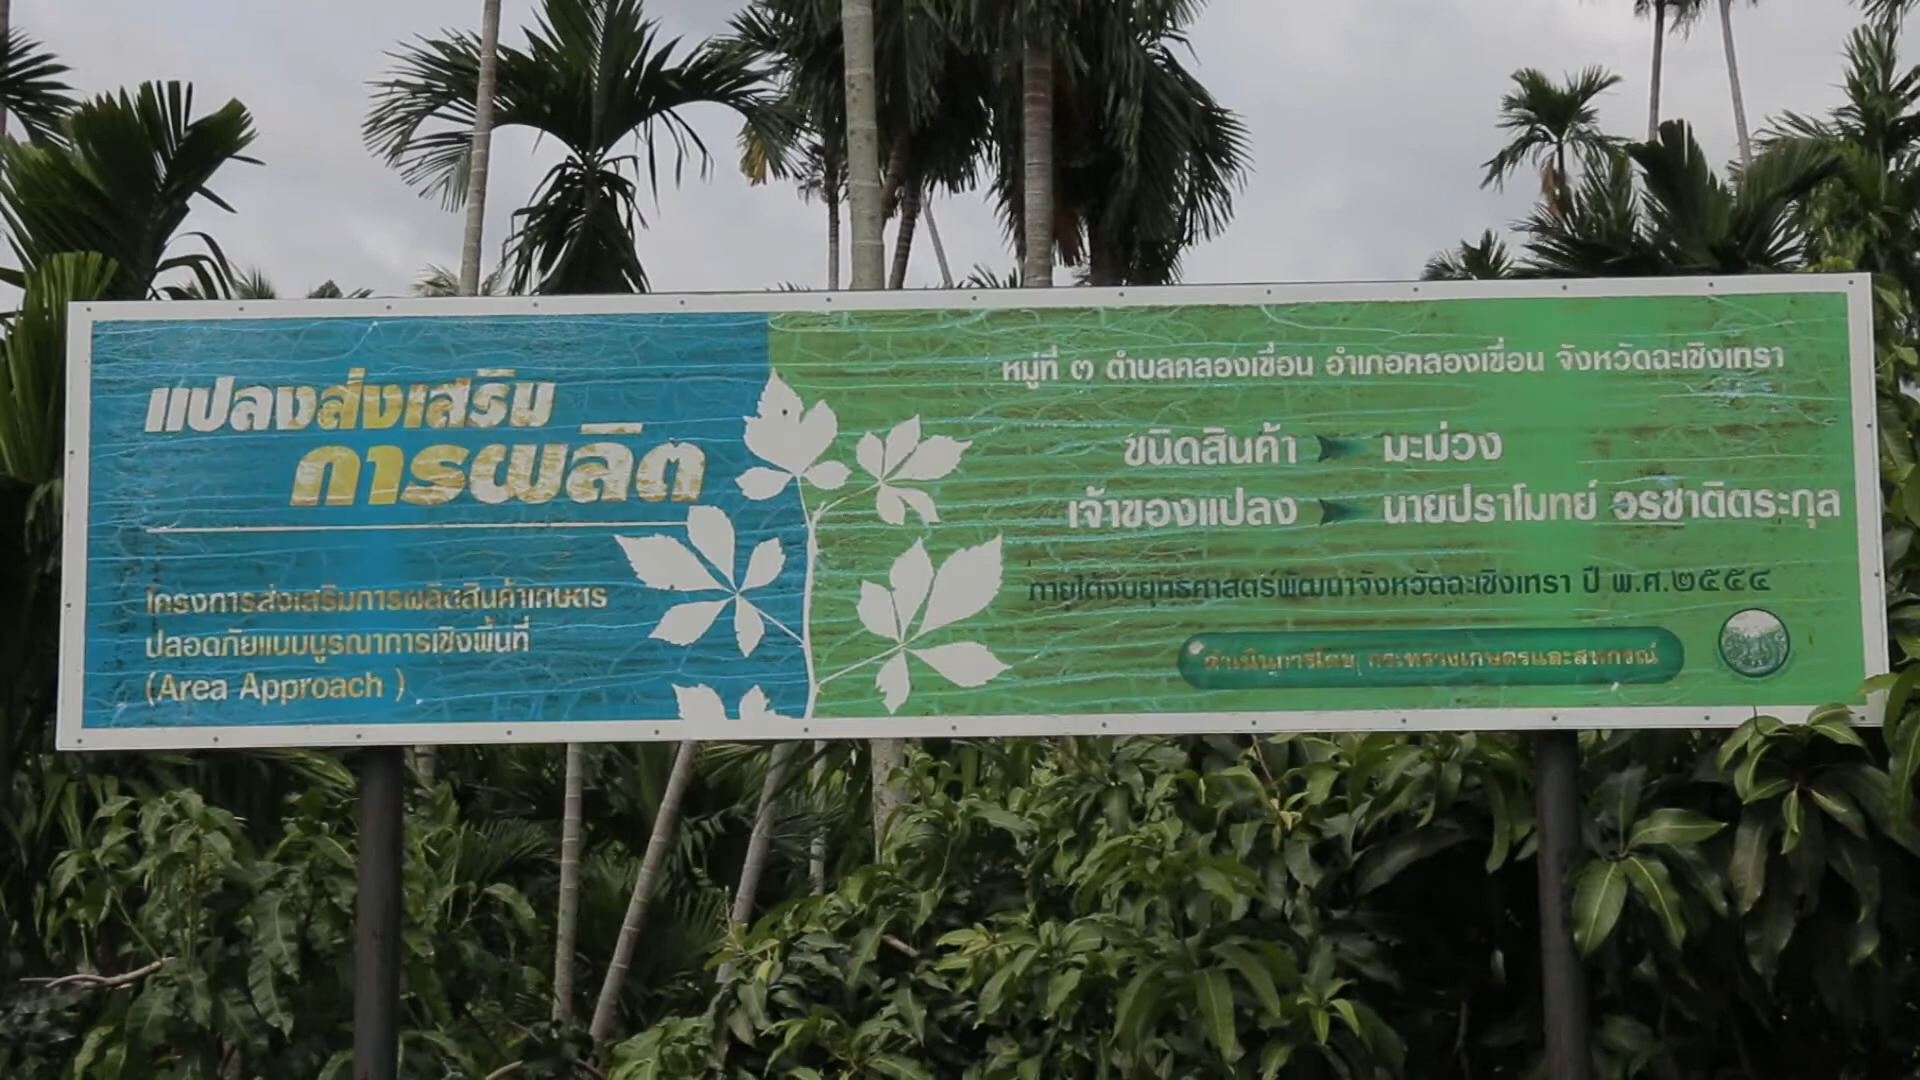 แปลงส่งเสริม
การผลิต
โครงการส่งเสริมการผลิตสินค้าเกษตร
ปลอดภัยแบบบูรณาการเชิงพื้นที่
(Area Approach )
หมู่ที่ ๓ ตำบลคลองเขื่อน อำเภอคลองเขื่อน จังหวัดฉะเชิงเทรา
ชนิดสินค้า มะม่วง
เจ้าของแปลง นายปราโมทย์ วรชาติตระกุล
ภายใต้งบยุทธศาสตร์พัฒนาจังหวัดฉะเชิงเทรา ปี พ.ศ.๒๕๕๔
ดำเนินการโดย กระทรวงเกษตรและสหกรณ์